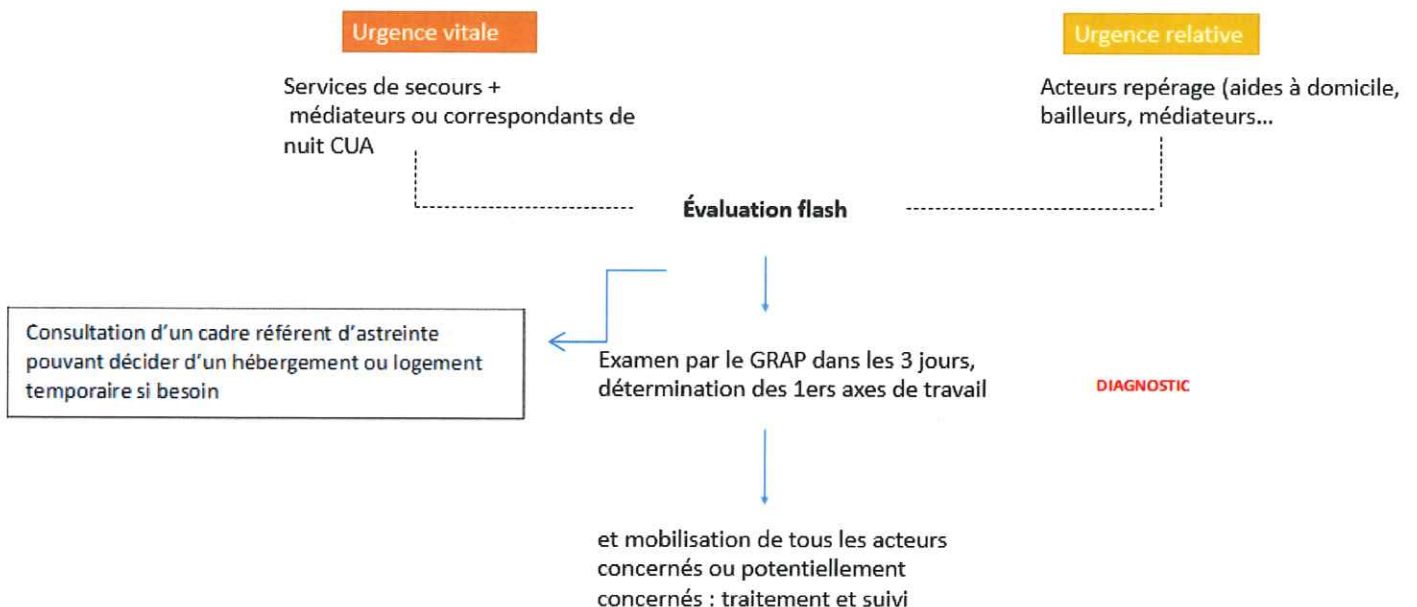 Urgence vitale
Urgence relative
Services de secours +
médiateurs ou correspondants de
nuit CUA
Acteurs repérage (aides à domicile,
bailleurs, médiateurs...
Évaluation flash
Consultation d'un cadre référent d'astreinte
pouvant décider d'un hébergement ou logement
temporaire si besoin
Examen par le GRAP dans les 3 jours,
détermination des 1ers axes de travail
DIAGNOSTIC
et mobilisation de tous les acteurs
concernés ou potentiellement
concernés : traitement et suivi